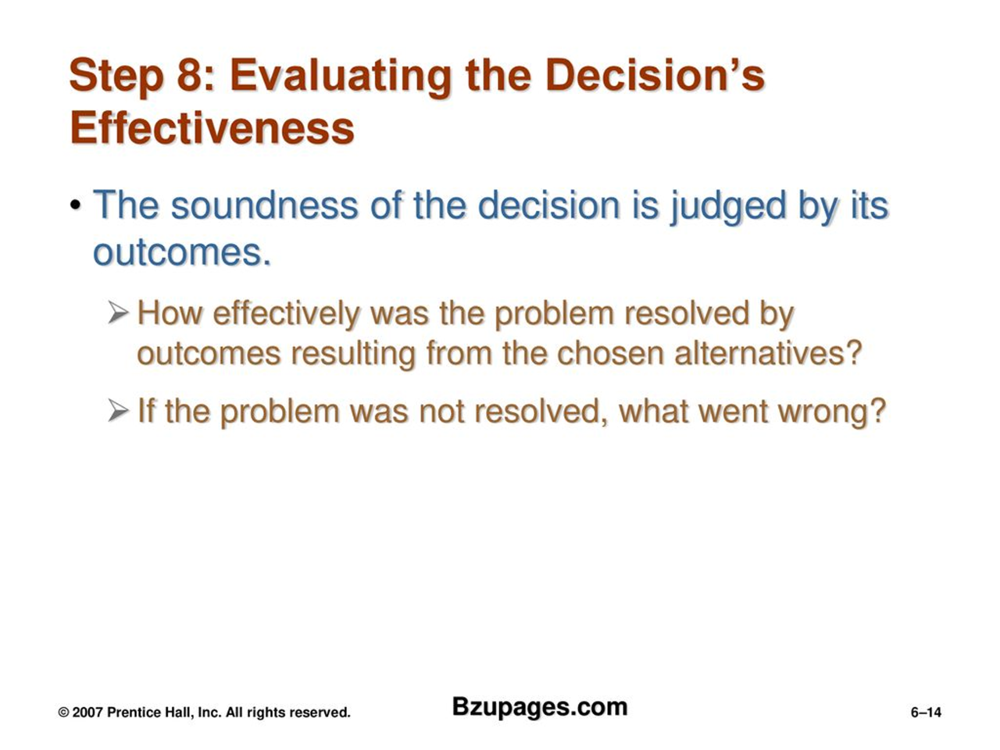 Step 8: Evaluating the Decision’s
Effectiveness
• The soundness of the decision is judged by its
outcomes.
➢ How effectively was the problem resolved by
outcomes resulting from the chosen alternatives?
➢ If the problem was not resolved, what went wrong?
© 2007 Prentice Hall, Inc. All rights reserved.
Bzupages.com
6–14